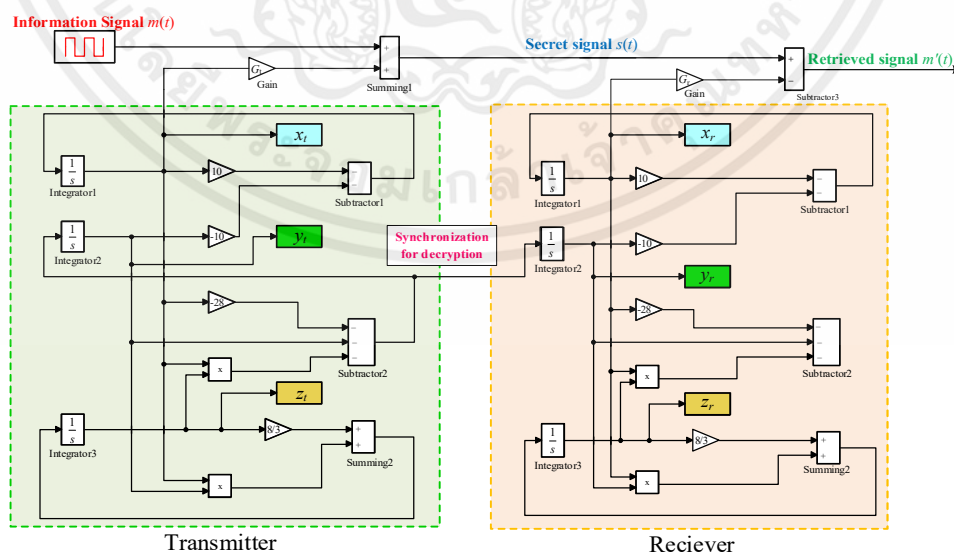 Information Signal m(t)
Secret signal s(t)
Retrieved signal m'(t)
+
+
Summing1
Gₜ
Gain
+
−
Subtractor3
Gᵣ
Gain
xₜ
1/s
Integrator1
10
−
−
Subtractor1
1/s
Integrator2
-10
yₜ
-28
−
−
−
Subtractor2
x
zₜ
1/s
Integrator3
8/3
+
+
Summing2
x
Transmitter
Synchronization
for decryption
xᵣ
1/s
Integrator1
10
−
−
Subtractor1
1/s
Integrator2
-10
yᵣ
-28
−
−
−
Subtractor2
x
zᵣ
1/s
Integrator3
8/3
+
+
Summing2
x
Reciever